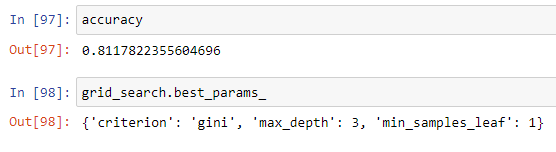 In [97]: accuracy
Out[97]: 0.8117822355604696
In [98]: grid_search.best_params_
Out[98]: {'criterion': 'gini', 'max_depth': 3, 'min_samples_leaf': 1}